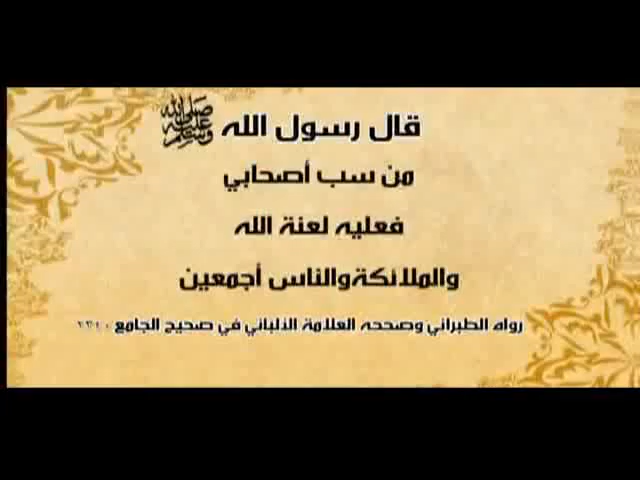 قال رسول الله ﷺ
من سب أصحابي
فعليه لعنة الله
والملائكة والناس أجمعين
رواه الطبراني وصححه العلامة الالباني في صحيح الجامع